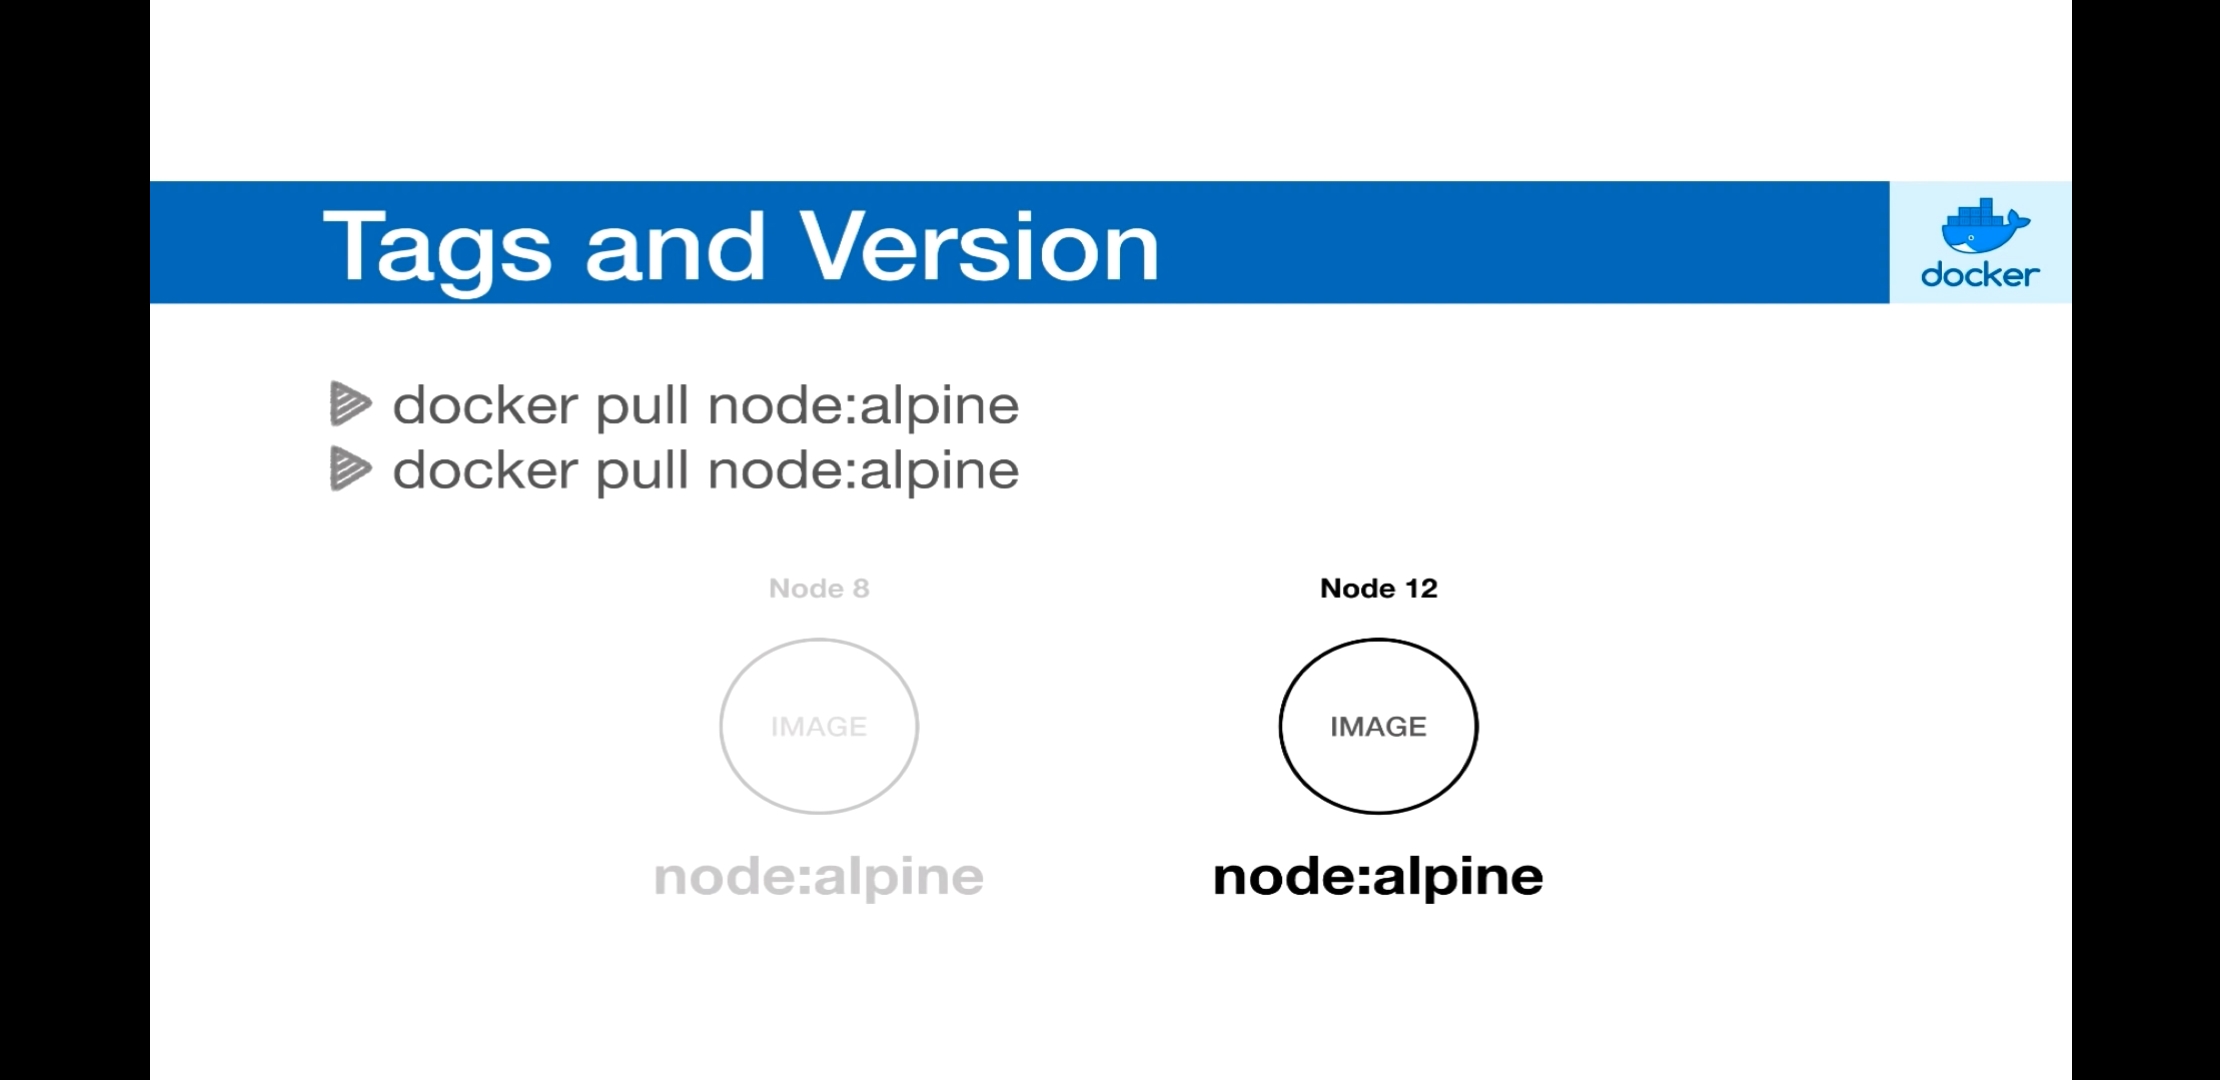 Tags and Version
docker
docker pull node:alpine
docker pull node:alpine
Node 8
Node 12
IMAGE
IMAGE
node:alpine
node:alpine